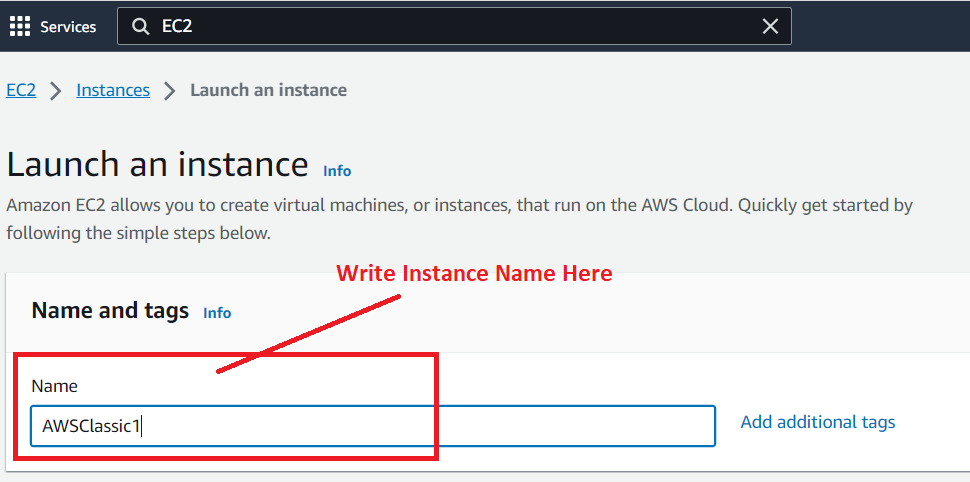 Services
EC2
EC2 Instances Launch an instance
Launch an instance Info
Amazon EC2 allows you to create virtual machines, or instances, that run on the AWS Cloud. Quickly get started by
following the simple steps below.
Write Instance Name Here
Name and tags Info
Name
AWSClassic1
Add additional tags